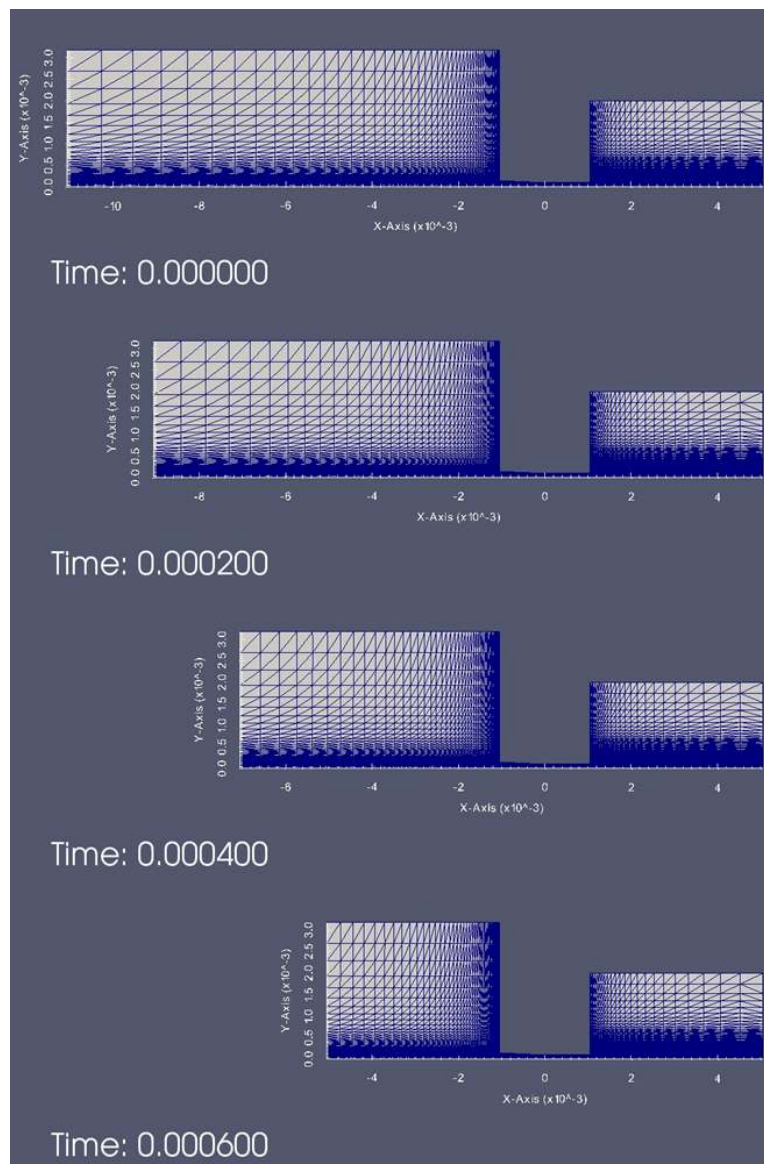 Y-Axis (x10^-3)
0.0 0.5 1.0 1.5 2.0 2.5 3.0
-10 -8 -6 -4 -2 0 2 4
X-Axis (x10^-3)
Time: 0.000000
Y-Axis (x10^-3)
0.0 0.5 1.0 1.5 2.0 2.5 3.0
-8 -6 -4 -2 0 2 4
X-Axis (x10^-3)
Time: 0.000200
Y-Axis (x10^-3)
0.0 0.5 1.0 1.5 2.0 2.5 3.0
-6 -4 -2 0 2 4
X-Axis (x10^-3)
Time: 0.000400
Y-Axis (x10^-3)
0.0 0.5 1.0 1.5 2.0 2.5 3.0
-4 -2 0 2 4
X-Axis (x10^-3)
Time: 0.000600